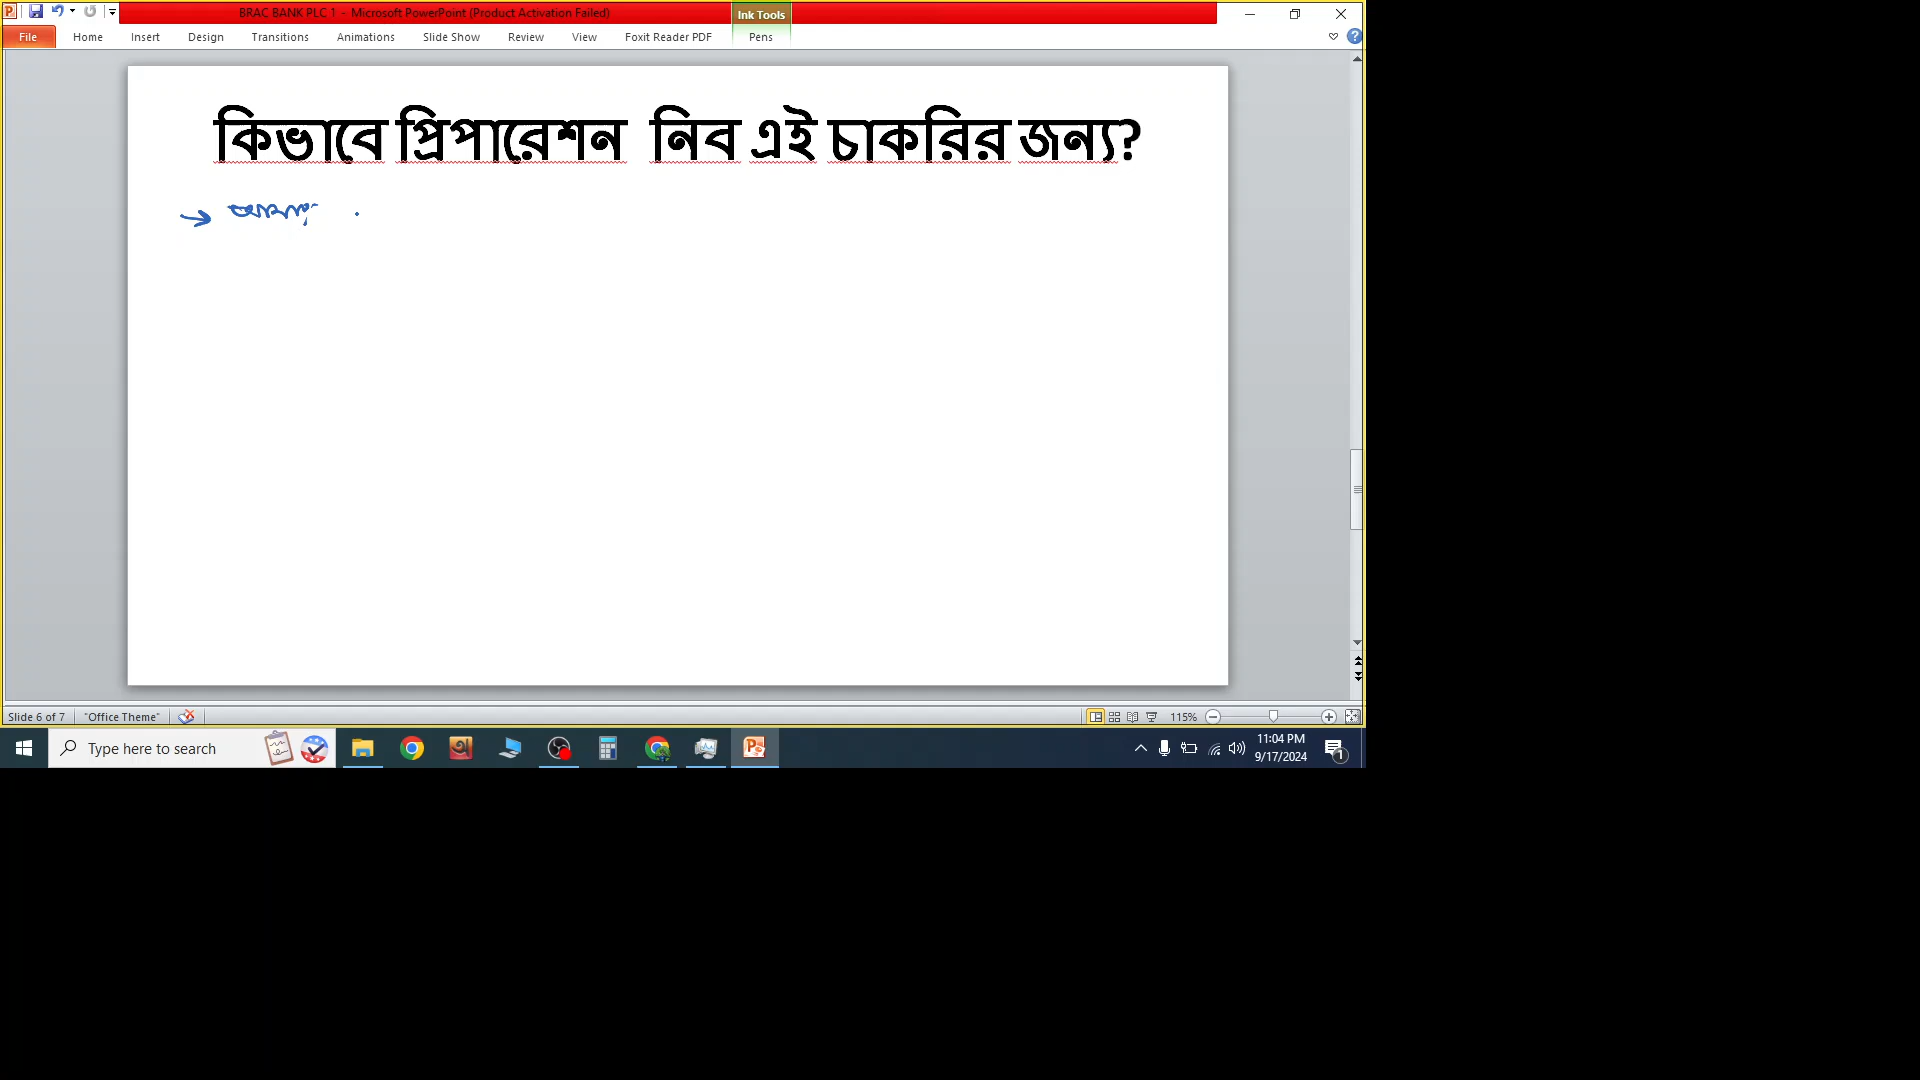 BRAC BANK PLC 1 - Microsoft PowerPoint (Product Activation Failed)
Ink Tools
File Home Insert Design Transitions Animations Slide Show Review View Foxit Reader PDF Pens
কিভাবে প্রিপারেশন নিব এই চাকরির জন্য?
→
Slide 6 of 7 "Office Theme" 115%
Type here to search
11:04 PM
9/17/2024
1